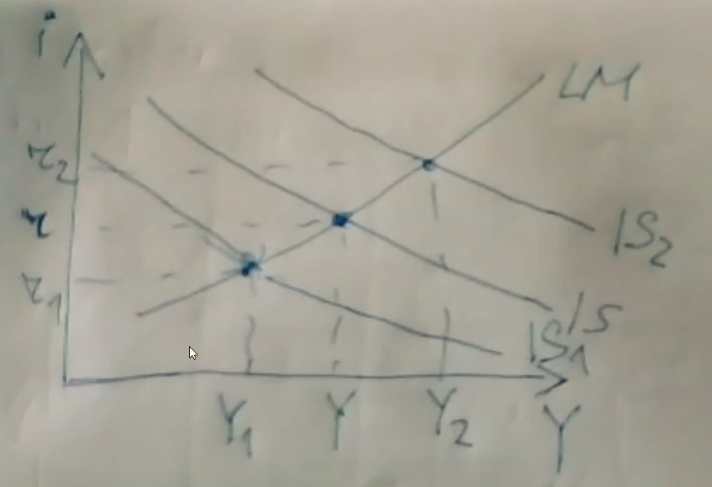 i
LM
r₂
r
IS₂
r₁
IS
IS₁
Y₁ Y Y₂ Y